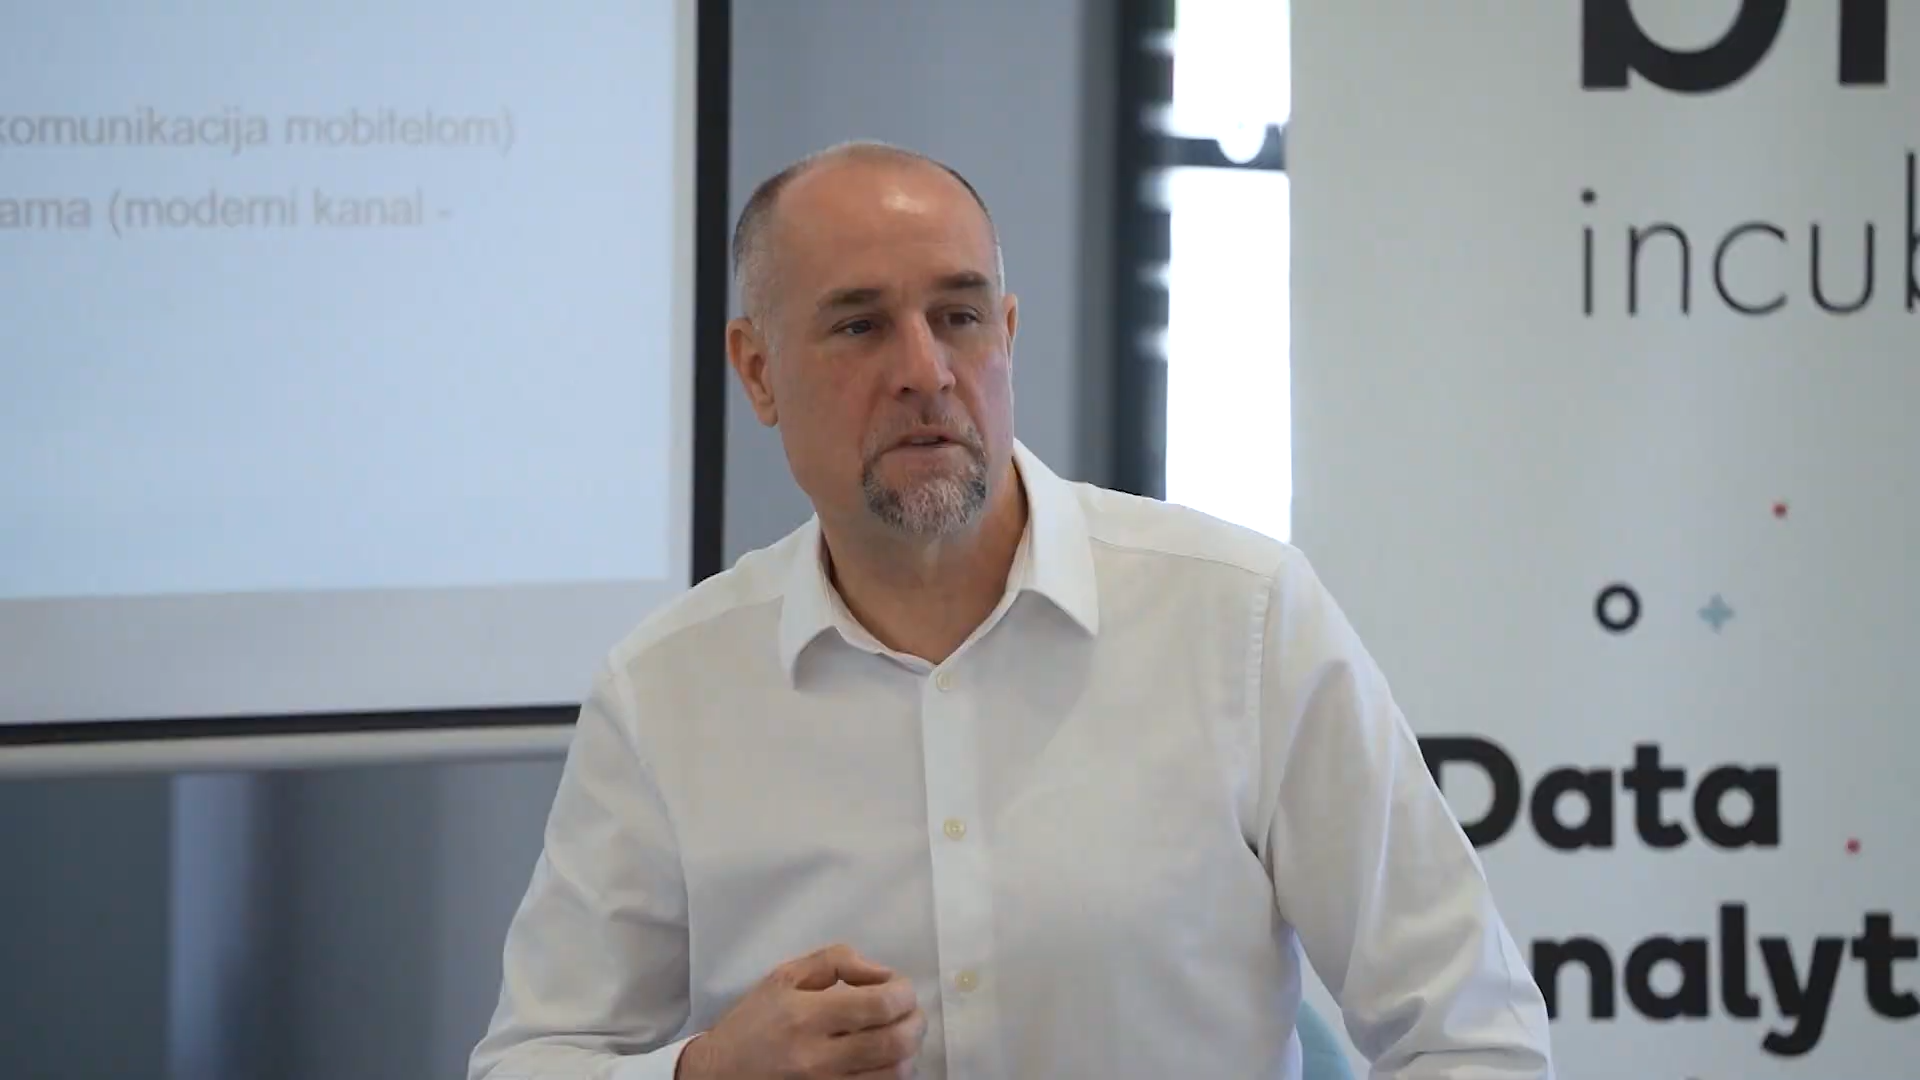 komunikacija mobitelom)
ama (moderni kanal -
incub
Data
nalyt